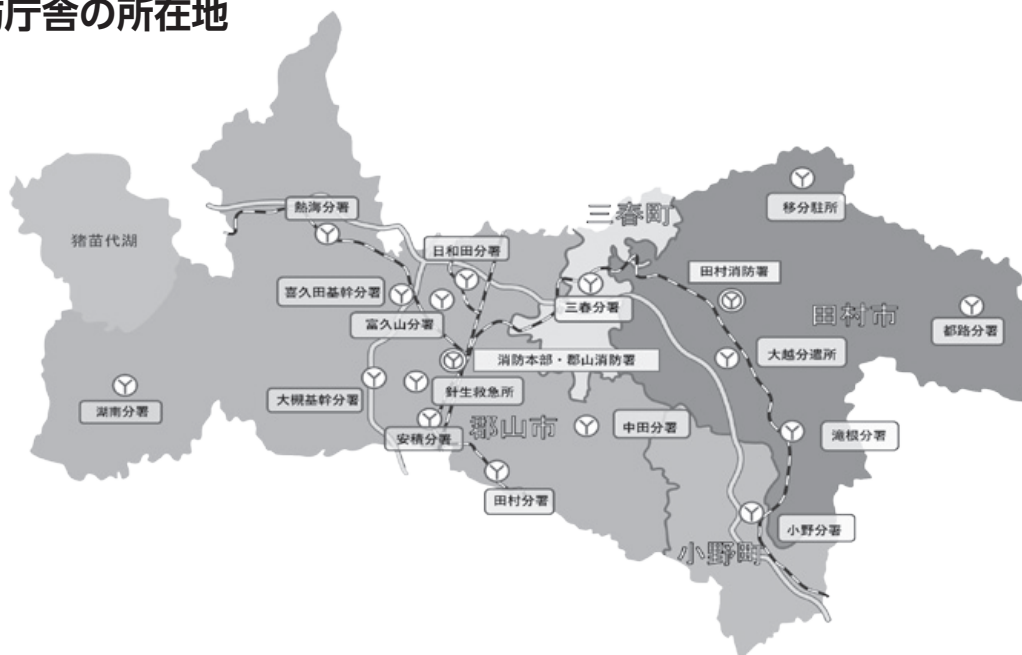 庁舎の所在地
三春町
移分駐所
熱海分署
猪苗代湖
日和田分署
田村消防署
喜久田基幹分署
三春分署
田村市
都路分署
富久山分署
消防本部・郡山消防署
大越分遣所
針生救急所
大槻基幹分署
湖南分署
郡山市
中田分署
安積分署
滝根分署
田村分署
小野分署
小野町